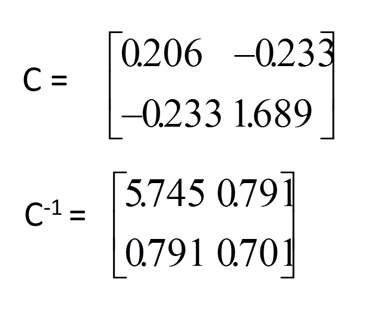 C = [0.206 −0.233
−0.233 1.689]
C-1 = [5.745 0.791
0.791 0.701]